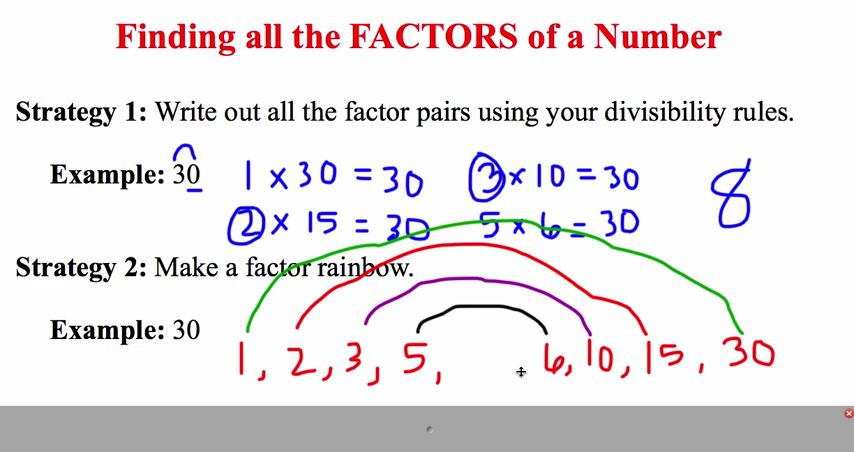 Finding all the FACTORS of a Number
Strategy 1: Write out all the factor pairs using your divisibility rules.
Example: 30 1 x 30 = 30 3 x 10 = 30 8
2 x 15 = 30 5 x 6 = 30
Strategy 2: Make a factor rainbow.
Example: 30
1, 2, 3, 5, 6, 10, 15, 30